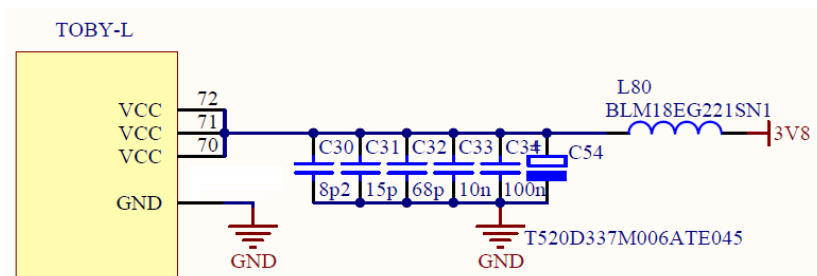 TOBY-L
L80
BLM18EG221SN1
VCC 72
VCC 71
VCC 70
3V8
C30 C31 C32 C33 C34 C54
8p2 15p 68p 10n 100n
GND
T520D337M006ATE045
GND GND